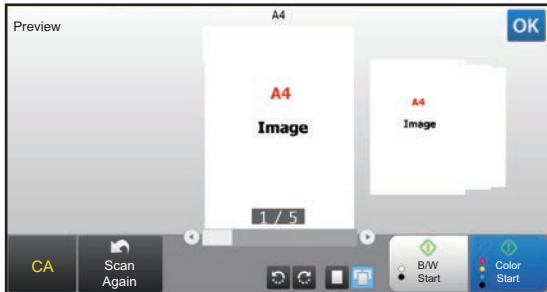 A4
Preview
OK
A4
Image
A4
Image
1 / 5
CA
Scan
Again
B/W
Start
Color
Start